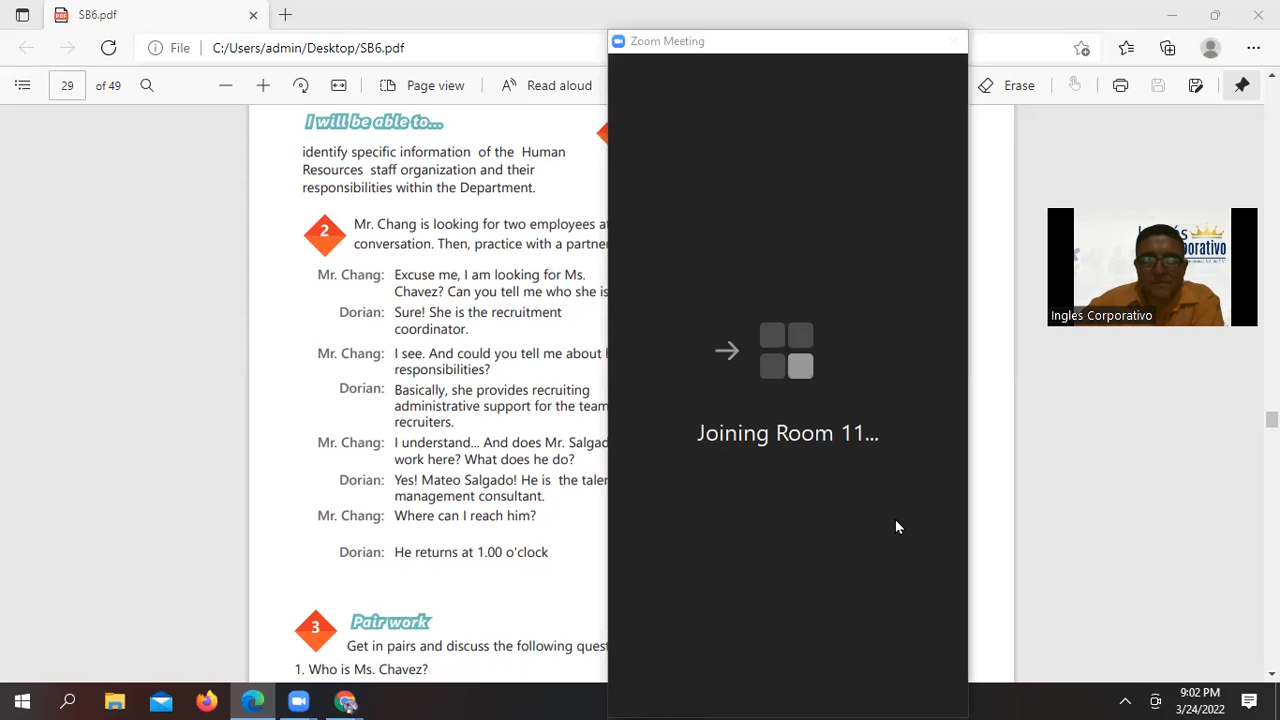 SB6.pdf
File C:/Users/admin/Desktop/SB6.pdf
29 of 49 Page view Read aloud Erase
Zoom Meeting
I will be able to...
identify specific information of the Human
Resources staff organization and their
responsibilities within the Department.
2 Mr. Chang is looking for two employees a
conversation. Then, practice with a partne
Mr. Chang: Excuse me, I am looking for Ms.
Chavez? Can you tell me who she is
Dorian: Sure! She is the recruitment
coordinator.
Mr. Chang: I see. And could you tell me about
responsibilities?
Dorian: Basically, she provides recruiting
administrative support for the team
recruiters.
Mr. Chang: I understand... And does Mr. Salgad
work here? What does he do?
Dorian: Yes! Mateo Salgado! He is the tale
management consultant.
Mr. Chang: Where can I reach him?
Dorian: He returns at 1.00 o'clock
3 Pair work
Get in pairs and discuss the following quest
1. Who is Ms. Chavez?
Joining Room 11...
Ingles Corporativo
9:02 PM
3/24/2022